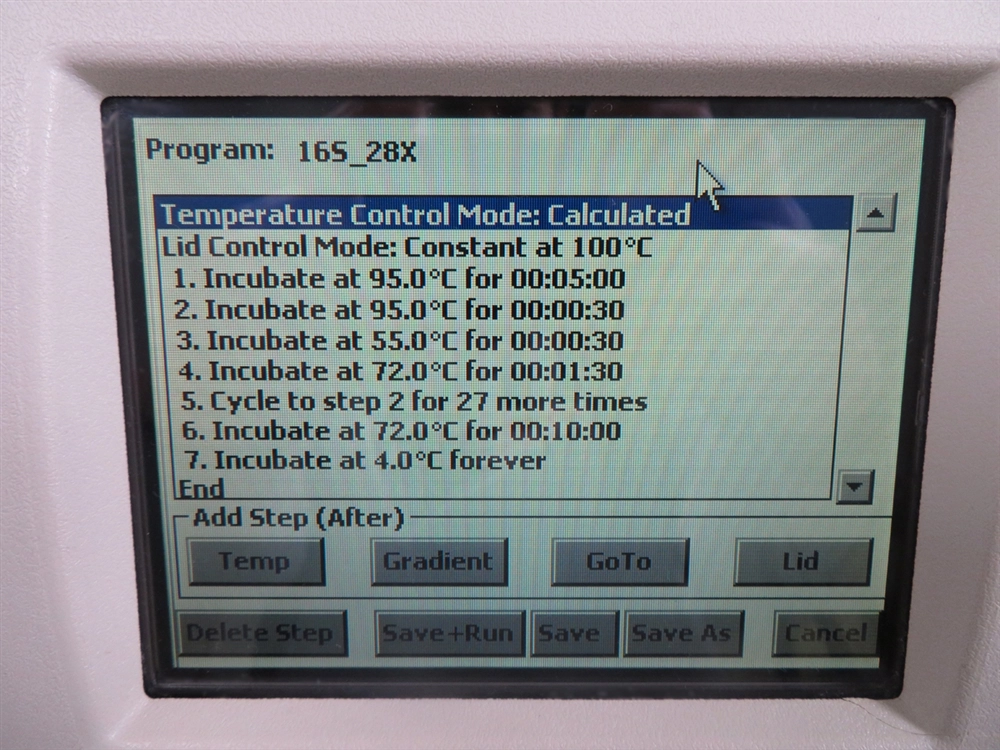 Program: 16S_28X
Temperature Control Mode: Calculated
Lid Control Mode: Constant at 100°C
1. Incubate at 95.0°C for 00:05:00
2. Incubate at 95.0°C for 00:00:30
3. Incubate at 55.0°C for 00:00:30
4. Incubate at 72.0°C for 00:01:30
5. Cycle to step 2 for 27 more times
6. Incubate at 72.0°C for 00:10:00
7. Incubate at 4.0°C forever
End
Add Step (After)
Temp Gradient GoTo Lid
Delete Step Save+Run Save Save As Cancel